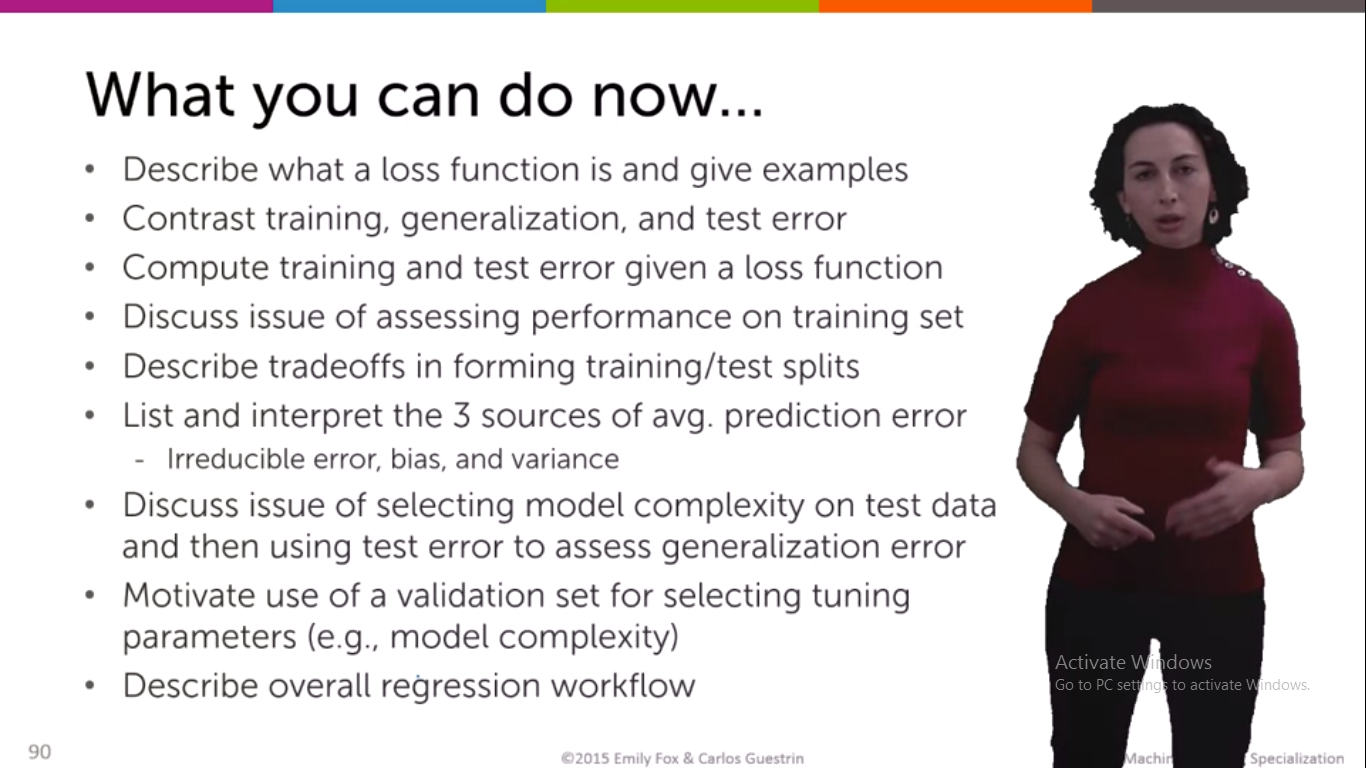 What you can do now...
• Describe what a loss function is and give examples
• Contrast training, generalization, and test error
• Compute training and test error given a loss function
• Discuss issue of assessing performance on training set
• Describe tradeoffs in forming training/test splits
• List and interpret the 3 sources of avg. prediction error
- Irreducible error, bias, and variance
• Discuss issue of selecting model complexity on test data
and then using test error to assess generalization error
• Motivate use of a validation set for selecting tuning
parameters (e.g., model complexity)
• Describe overall regression workflow
Activate Windows
Go to PC settings to activate Windows.
90
©2015 Emily Fox & Carlos Guestrin
Specialization